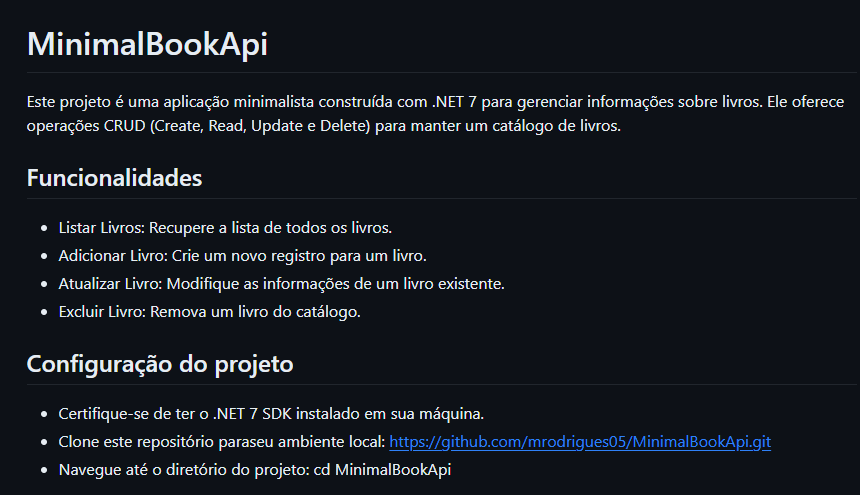 MinimalBookApi
Este projeto é uma aplicação minimalista construída com .NET 7 para gerenciar informações sobre livros. Ele oferece
operações CRUD (Create, Read, Update e Delete) para manter um catálogo de livros.
Funcionalidades
• Listar Livros: Recupere a lista de todos os livros.
• Adicionar Livro: Crie um novo registro para um livro.
• Atualizar Livro: Modifique as informações de um livro existente.
• Excluir Livro: Remova um livro do catálogo.
Configuração do projeto
• Certifique-se de ter o .NET 7 SDK instalado em sua máquina.
• Clone este repositório paraseu ambiente local: https://github.com/mrodrigues05/MinimalBookApi.git
• Navegue até o diretório do projeto: cd MinimalBookApi